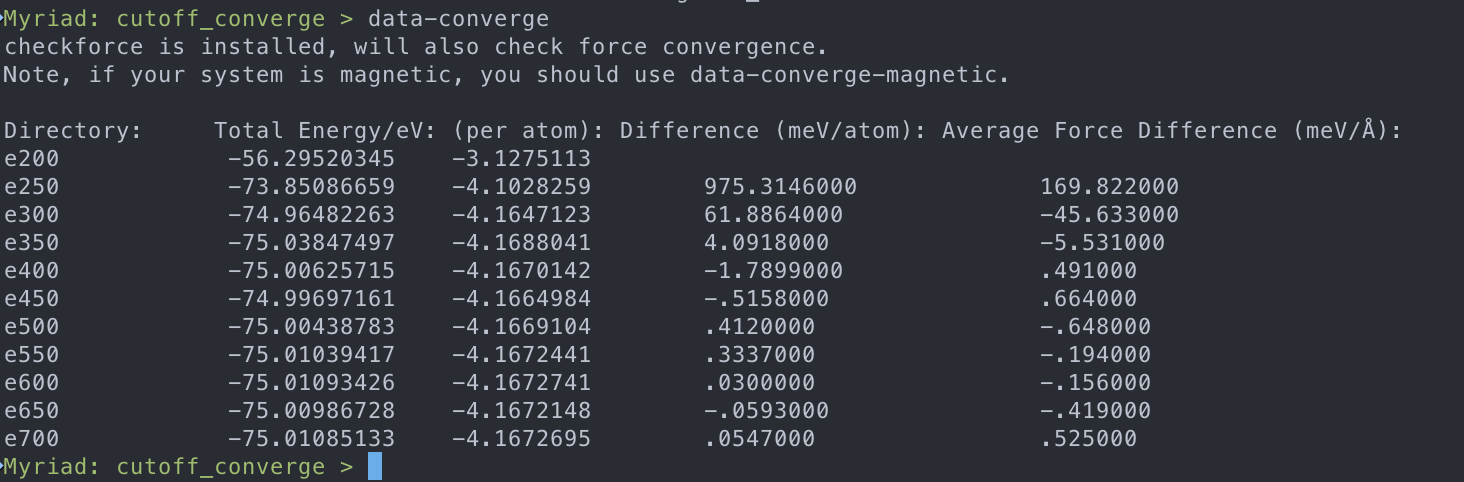 Myriad: cutoff_converge > data-converge
checkforce is installed, will also check force convergence.
Note, if your system is magnetic, you should use data-converge-magnetic.
Directory: Total Energy/eV: (per atom): Difference (meV/atom): Average Force Difference (meV/Å):
e200 -56.29520345 -3.1275113
e250 -73.85086659 -4.1028259 975.3146000 169.822000
e300 -74.96482263 -4.1647123 61.8864000 -45.633000
e350 -75.03847497 -4.1688041 4.0918000 -5.531000
e400 -75.00625715 -4.1670142 -1.7899000 .491000
e450 -74.99697161 -4.1664984 -.5158000 .664000
e500 -75.00438783 -4.1669104 .4120000 -.648000
e550 -75.01039417 -4.1672441 .3337000 -.194000
e600 -75.01093426 -4.1672741 .0300000 -.156000
e650 -75.00986728 -4.1672148 -.0593000 -.419000
e700 -75.01085133 -4.1672695 .0547000 .525000
Myriad: cutoff_converge >